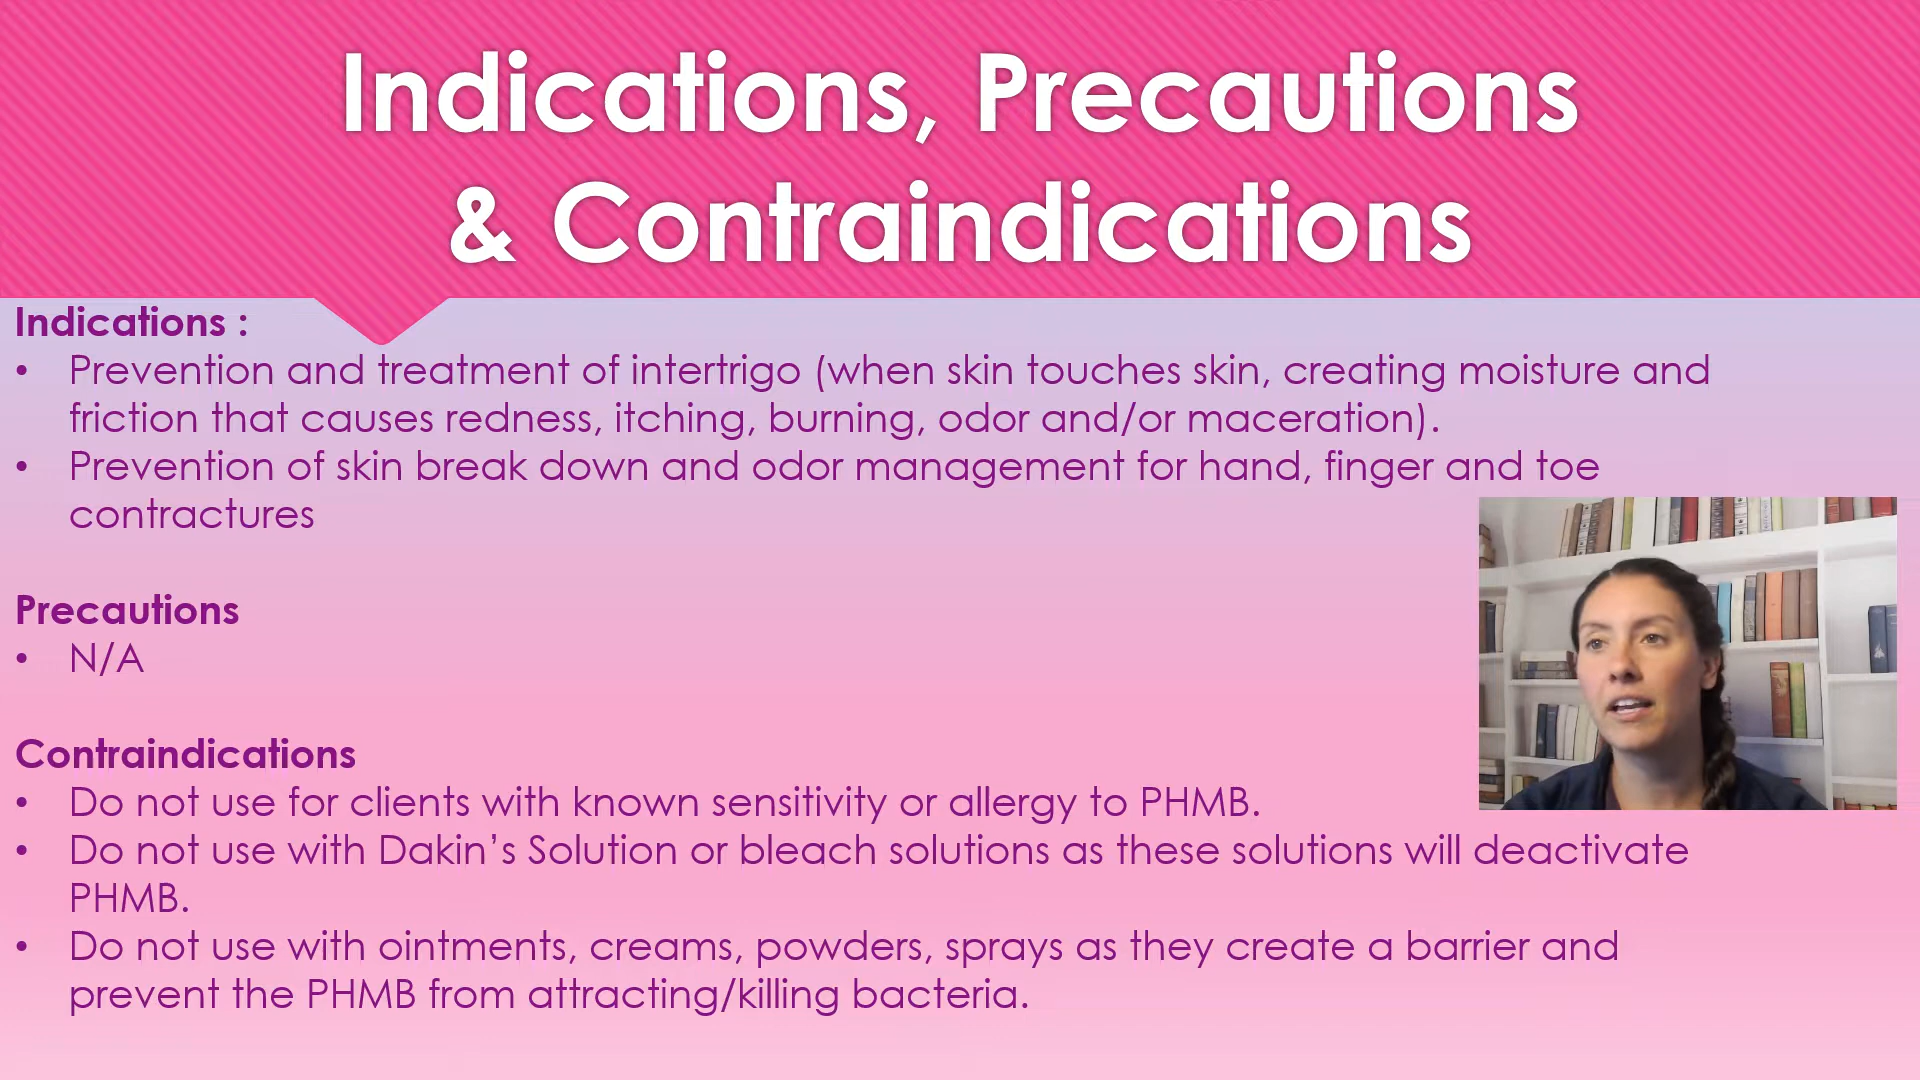 Indications, Precautions
& Contraindications
Indications :
• Prevention and treatment of intertrigo (when skin touches skin, creating moisture and
friction that causes redness, itching, burning, odor and/or maceration).
• Prevention of skin break down and odor management for hand, finger and toe
contractures
Precautions
• N/A
Contraindications
• Do not use for clients with known sensitivity or allergy to PHMB.
• Do not use with Dakin’s Solution or bleach solutions as these solutions will deactivate
PHMB.
• Do not use with ointments, creams, powders, sprays as they create a barrier and
prevent the PHMB from attracting/killing bacteria.